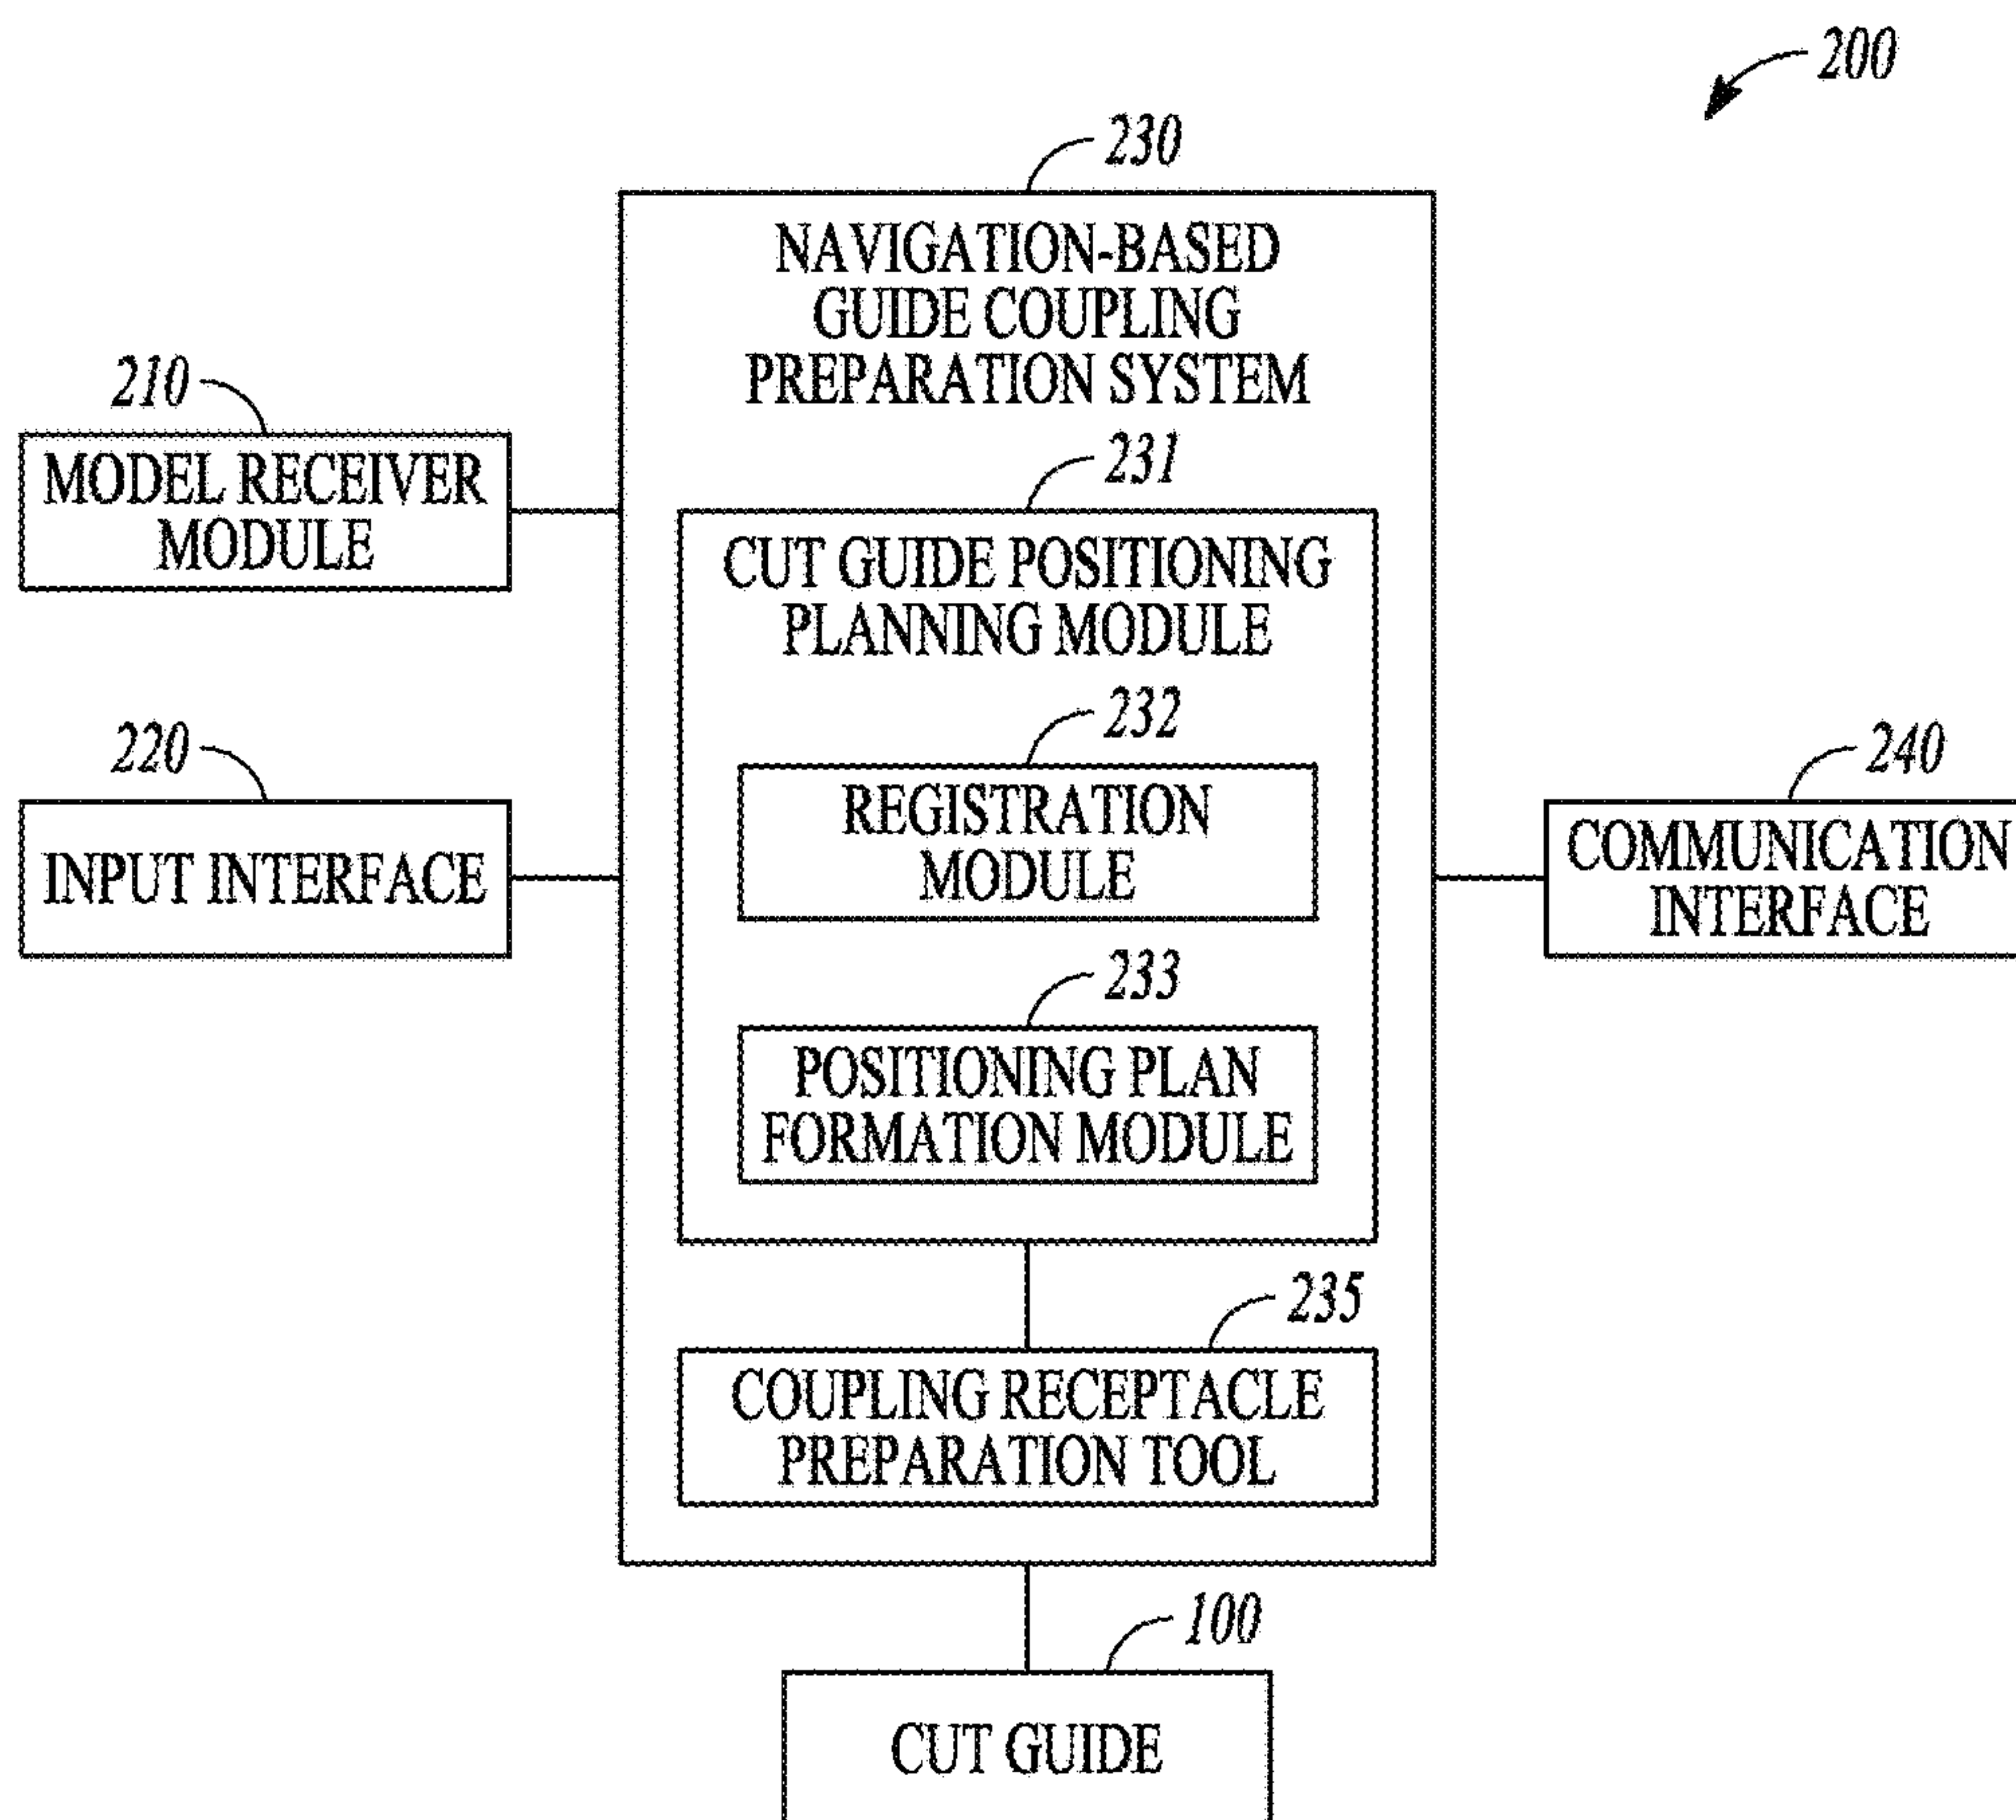 200
230
NAVIGATION-BASED
GUIDE COUPLING
PREPARATION SYSTEM
210
MODEL RECEIVER
MODULE
231
CUT GUIDE POSITIONING
PLANNING MODULE
232
REGISTRATION
MODULE
220
INPUT INTERFACE
240
COMMUNICATION
INTERFACE
233
POSITIONING PLAN
FORMATION MODULE
235
COUPLING RECEPTACLE
PREPARATION TOOL
100
CUT GUIDE